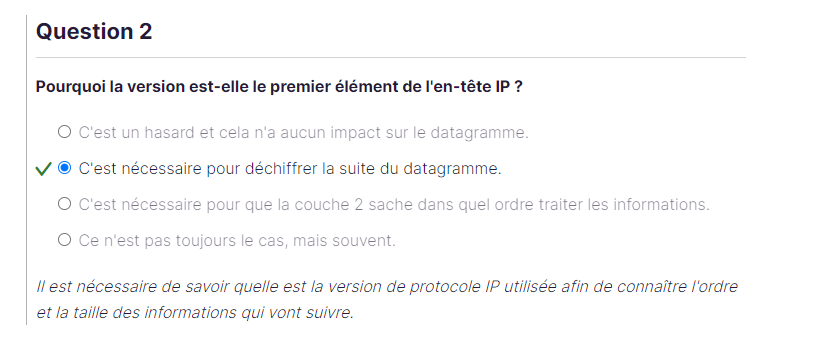 Question 2
Pourquoi la version est-elle le premier élément de l'en-tête IP ?
C'est un hasard et cela n'a aucun impact sur le datagramme.
C'est nécessaire pour déchiffrer la suite du datagramme.
C'est nécessaire pour que la couche 2 sache dans quel ordre traiter les informations.
Ce n'est pas toujours le cas, mais souvent.
Il est nécessaire de savoir quelle est la version de protocole IP utilisée afin de connaître l'ordre
et la taille des informations qui vont suivre.